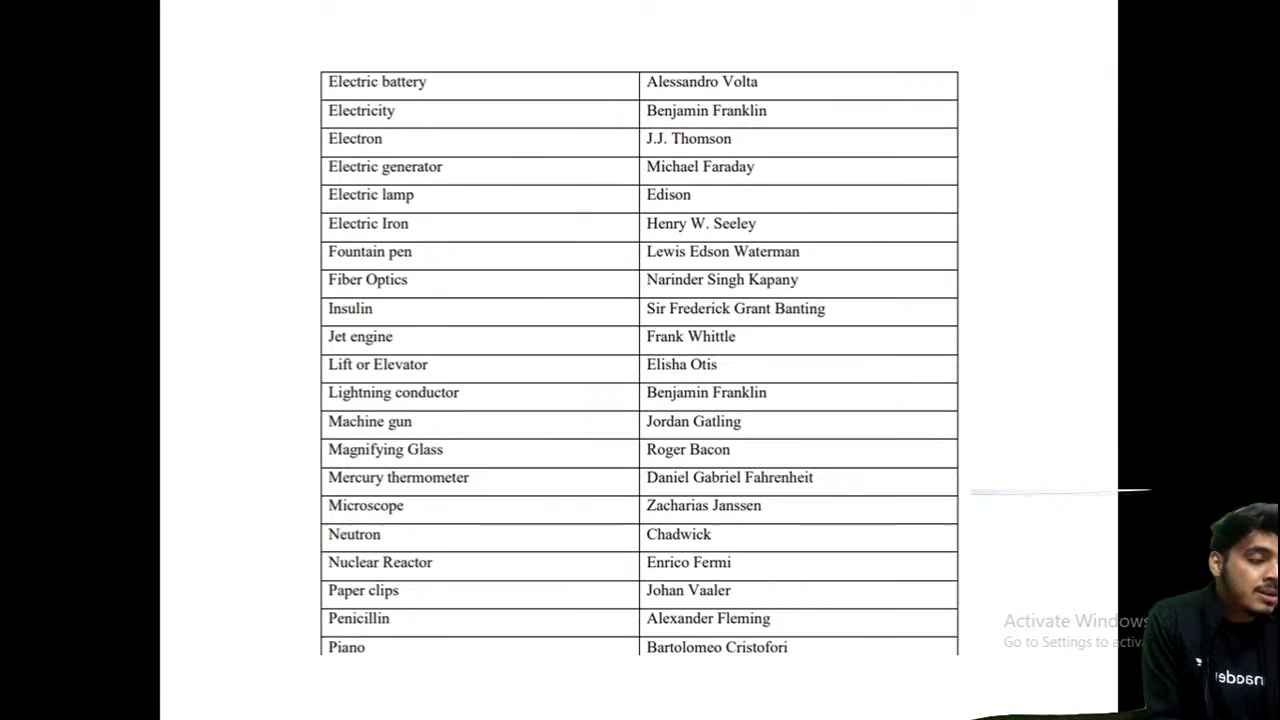 Electric battery Alessandro Volta
Electricity Benjamin Franklin
Electron J.J. Thomson
Electric generator Michael Faraday
Electric lamp Edison
Electric Iron Henry W. Seeley
Fountain pen Lewis Edson Waterman
Fiber Optics Narinder Singh Kapany
Insulin Sir Frederick Grant Banting
Jet engine Frank Whittle
Lift or Elevator Elisha Otis
Lightning conductor Benjamin Franklin
Machine gun Jordan Gatling
Magnifying Glass Roger Bacon
Mercury thermometer Daniel Gabriel Fahrenheit
Microscope Zacharias Janssen
Neutron Chadwick
Nuclear Reactor Enrico Fermi
Paper clips Johan Vaaler
Penicillin Alexander Fleming
Piano Bartolomeo Cristofori
Activate Windows
Go to Settings to activ